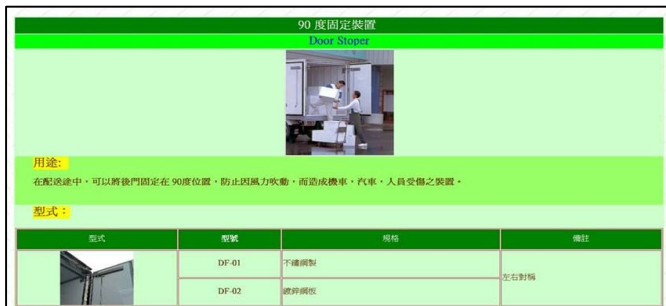 90 度固定裝置
Door Stoper
用途:
在配送途中，可以將後門固定在 90度位置，防止因風力吹動，而造成機車，汽車，人員受傷之裝置。
型式：
型式 型號 規格 備註
DF-01 不鏽鋼製 左右對稱
DF-02 鍍鋅鋼板